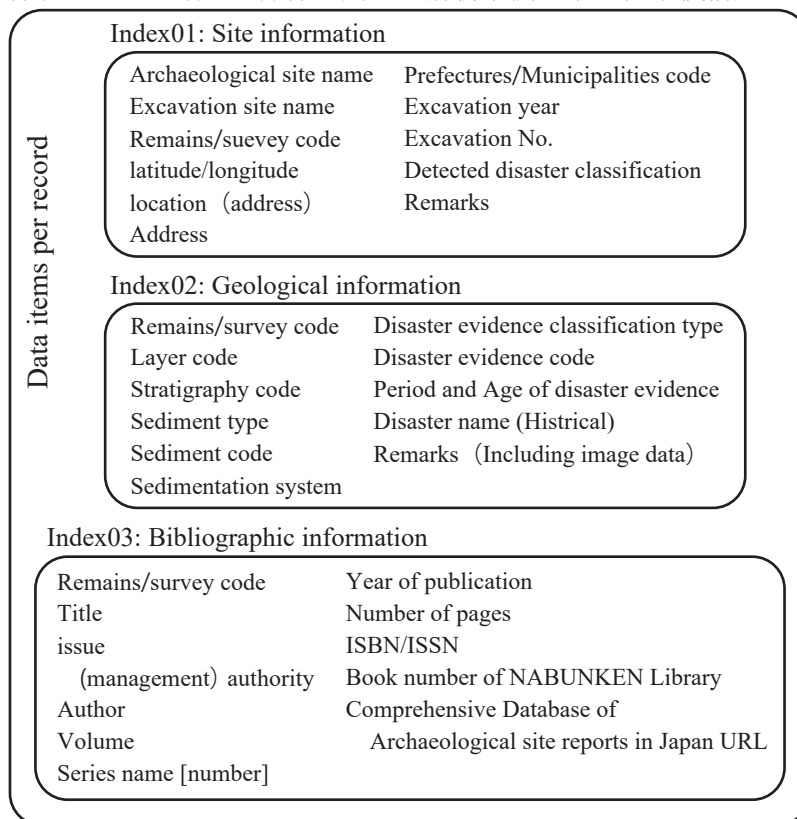 Index01: Site information
Archaeological site name
Excavation site name
Remains/suevey code
latitude/longitude
location（address）
Address
Prefectures/Municipalities code
Excavation year
Excavation No.
Detected disaster classification
Remarks
Data items per record
Index02: Geological information
Remains/survey code
Layer code
Stratigraphy code
Sediment type
Sediment code
Sedimentation system
Disaster evidence classification type
Disaster evidence code
Period and Age of disaster evidence
Disaster name (Histrical)
Remarks（Including image data）
Index03: Bibliographic information
Remains/survey code
Title
issue
(management）authority
Author
Volume
Series name [number]
Year of publication
Number of pages
ISBN/ISSN
Book number of NABUNKEN Library
Comprehensive Database of
Archaeological site reports in Japan URL